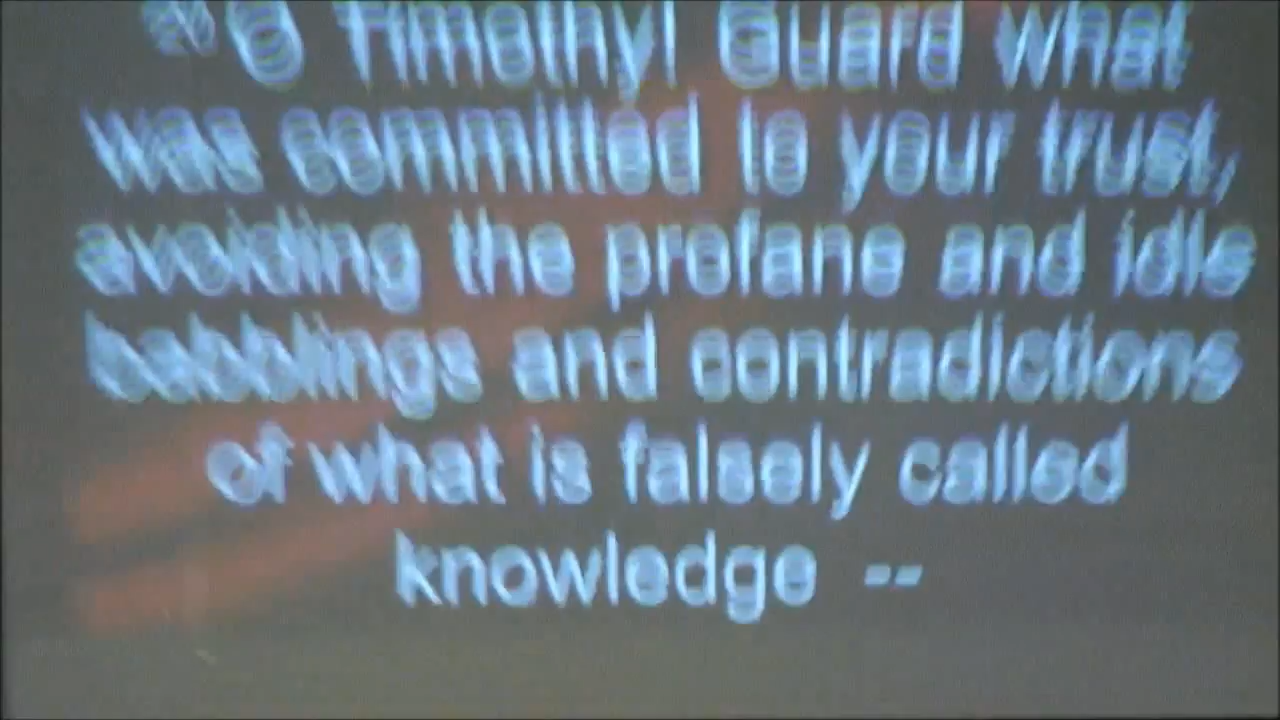 O Timothy! Guard what
was committed to your trust,
avoiding the profane and idle
babblings and contradictions
of what is falsely called
knowledge --